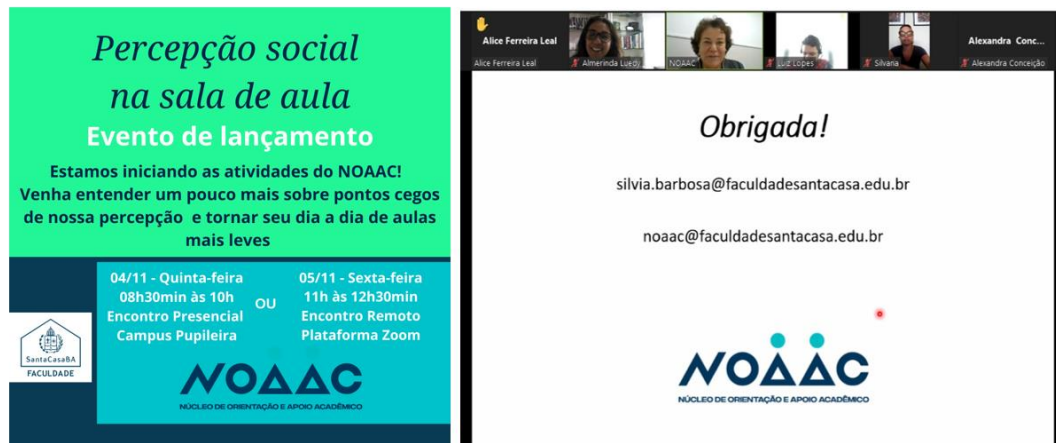 Percepção social
na sala de aula
Evento de lançamento
Estamos iniciando as atividades do NOAAC!
Venha entender um pouco mais sobre pontos cegos
de nossa percepção e tornar seu dia a dia de aulas
mais leves
04/11 - Quinta-feira
08h30min às 10h
Encontro Presencial
Campus Pupileira
OU
05/11 - Sexta-feira
11h às 12h30min
Encontro Remoto
Plataforma Zoom
SantaCasaBA
FACULDADE
NOAAC
NÚCLEO DE ORIENTAÇÃO E APOIO ACADÊMICO
Alice Ferreira Leal
Alice Ferreira Leal
Almerinda Luedy
NOAAC
Luiz Lopes
Silvana
Alexandra Conc...
Alexandra Conceição
Obrigada!
silvia.barbosa@faculdadesantacasa.edu.br
noaac@faculdadesantacasa.edu.br
NOAAC
NÚCLEO DE ORIENTAÇÃO E APOIO ACADÊMICO